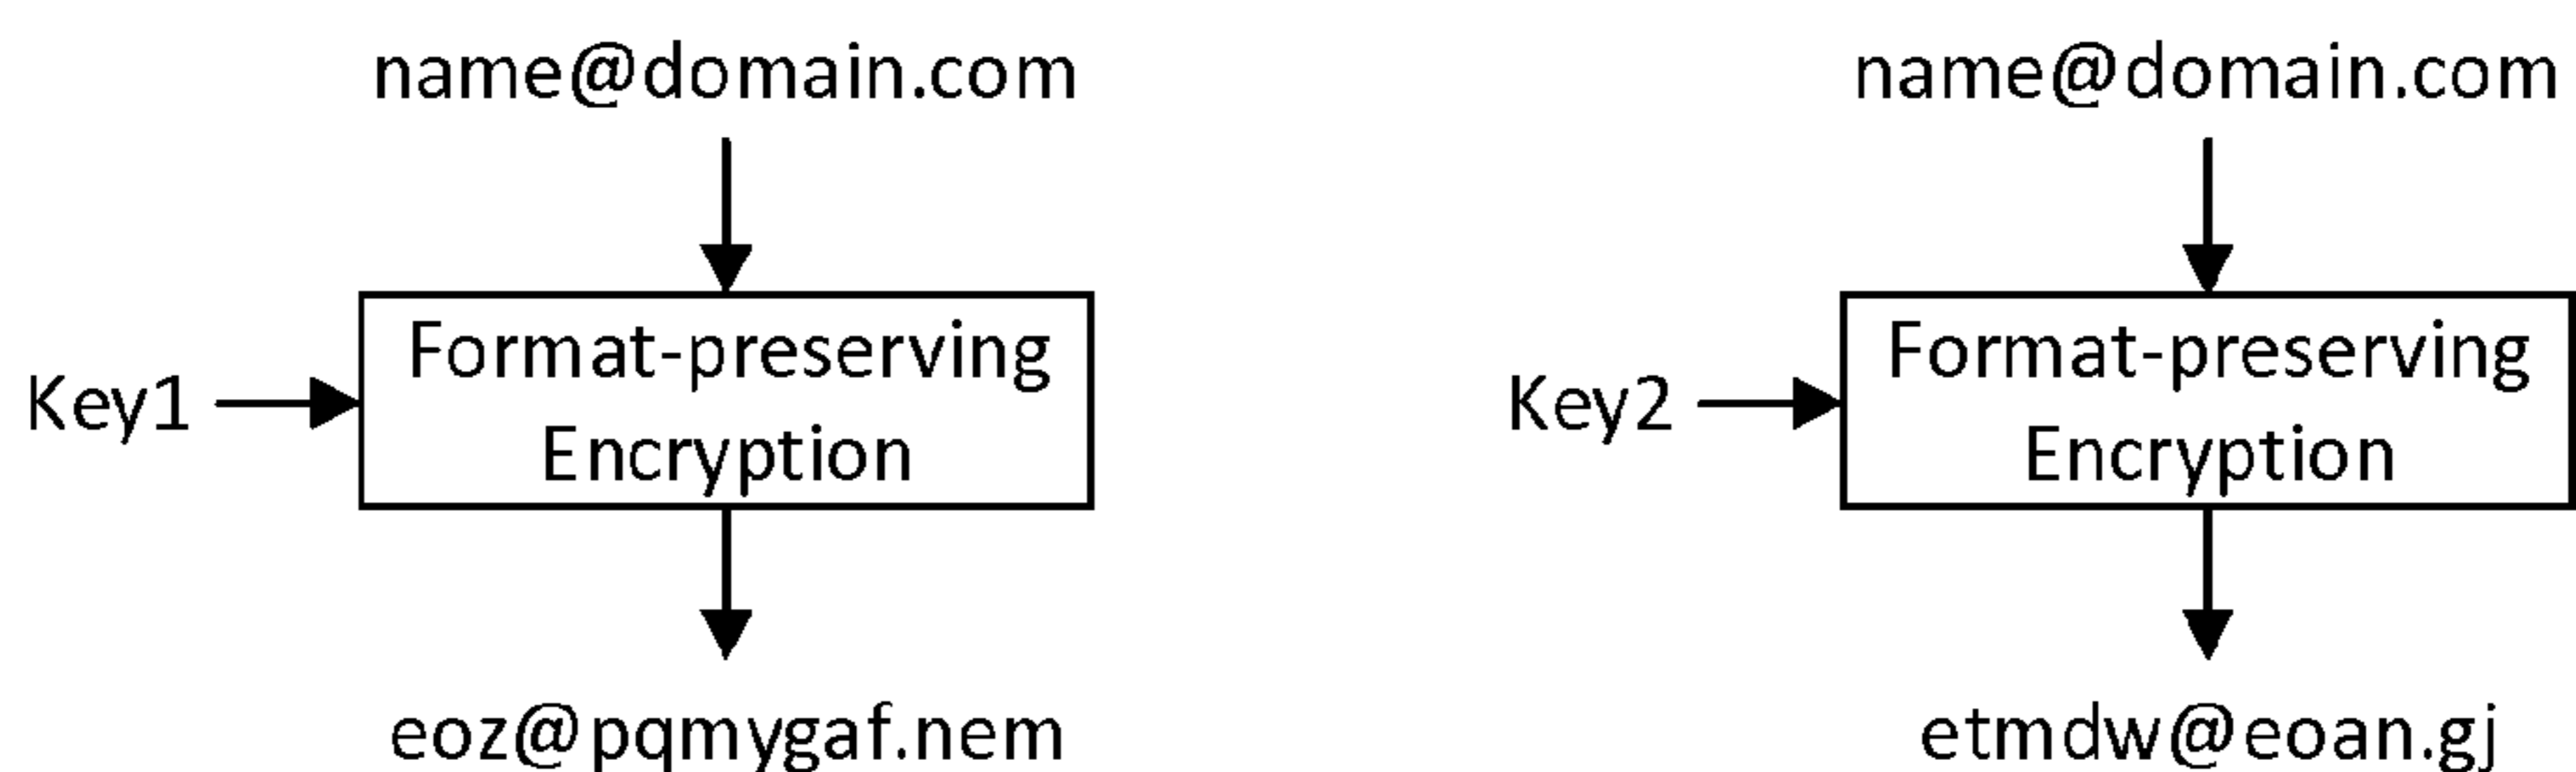 name@domain.com
Key1
Format-preserving
Encryption
eoz@pqmygaf.nem
name@domain.com
Key2
Format-preserving
Encryption
etmdw@eoan.gj